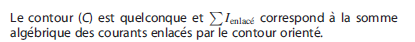 Le contour (C) est quelconque et ∑ I_enlacé correspond à la somme
algébrique des courants enlacés par le contour orienté.